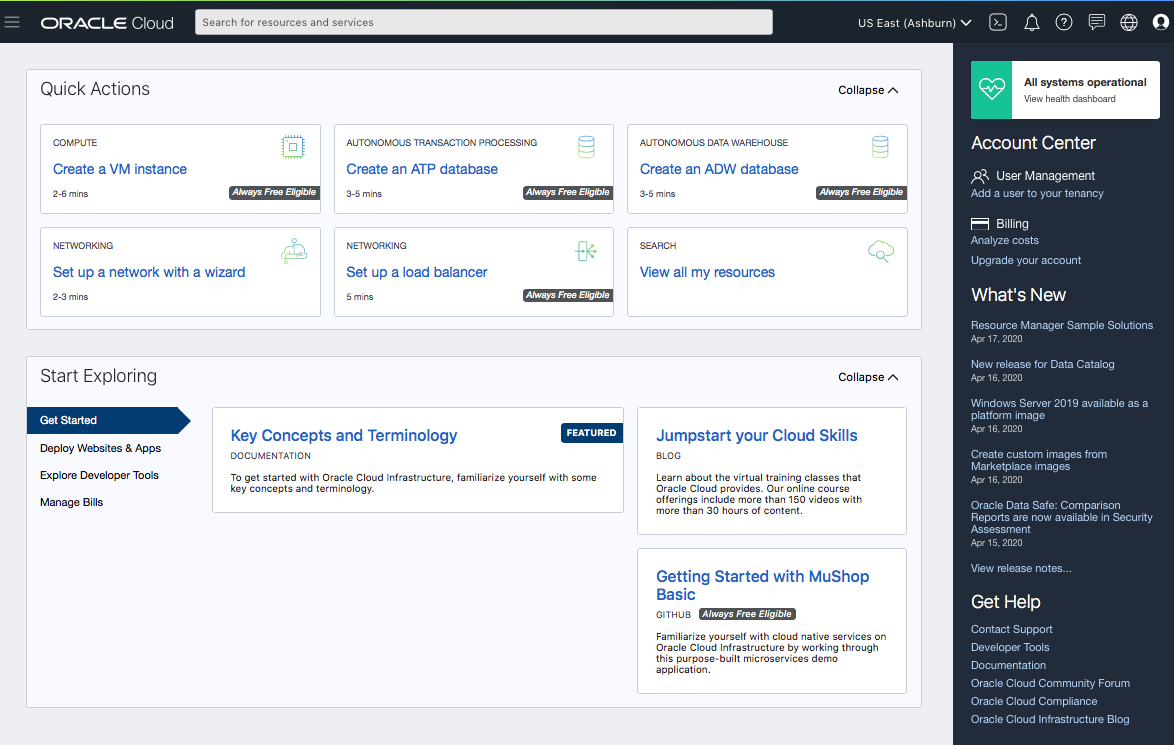 ORACLE Cloud
Search for resources and services
US East (Ashburn)
Quick Actions
Collapse
COMPUTE
Create a VM instance
2-6 mins
Always Free Eligible
AUTONOMOUS TRANSACTION PROCESSING
Create an ATP database
3-5 mins
Always Free Eligible
AUTONOMOUS DATA WAREHOUSE
Create an ADW database
3-5 mins
Always Free Eligible
NETWORKING
Set up a network with a wizard
2-3 mins
NETWORKING
Set up a load balancer
5 mins
Always Free Eligible
SEARCH
View all my resources
Start Exploring
Collapse
Get Started
Deploy Websites & Apps
Explore Developer Tools
Manage Bills
Key Concepts and Terminology
FEATURED
DOCUMENTATION
To get started with Oracle Cloud Infrastructure, familiarize yourself with some
key concepts and terminology.
Jumpstart your Cloud Skills
BLOG
Learn about the virtual training classes that
Oracle Cloud provides. Our online course
offerings include more than 150 videos with
more than 30 hours of content.
Getting Started with MuShop
Basic
GITHUB
Always Free Eligible
Familiarize yourself with cloud native services on
Oracle Cloud Infrastructure by working through
this purpose-built microservices demo
application.
All systems operational
View health dashboard
Account Center
User Management
Add a user to your tenancy
Billing
Analyze costs
Upgrade your account
What's New
Resource Manager Sample Solutions
Apr 17, 2020
New release for Data Catalog
Apr 16, 2020
Windows Server 2019 available as a
platform image
Apr 16, 2020
Create custom images from
Marketplace images
Apr 16, 2020
Oracle Data Safe: Comparison
Reports are now available in Security
Assessment
Apr 15, 2020
View release notes...
Get Help
Contact Support
Developer Tools
Documentation
Oracle Cloud Community Forum
Oracle Cloud Compliance
Oracle Cloud Infrastructure Blog